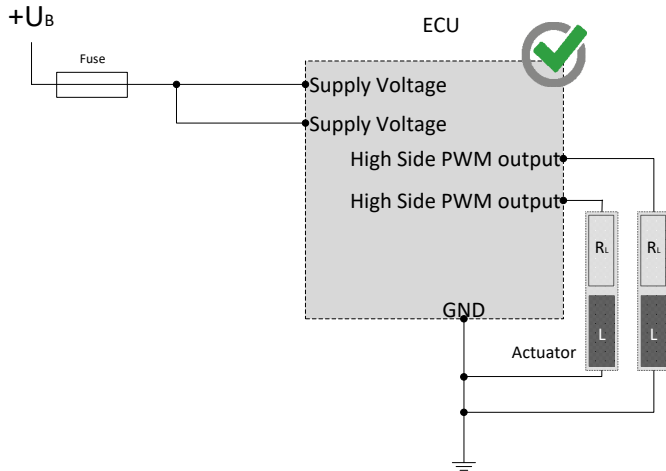 +UB
ECU
Fuse
Supply Voltage
Supply Voltage
High Side PWM output
High Side PWM output
RL
RL
L
L
GND
Actuator